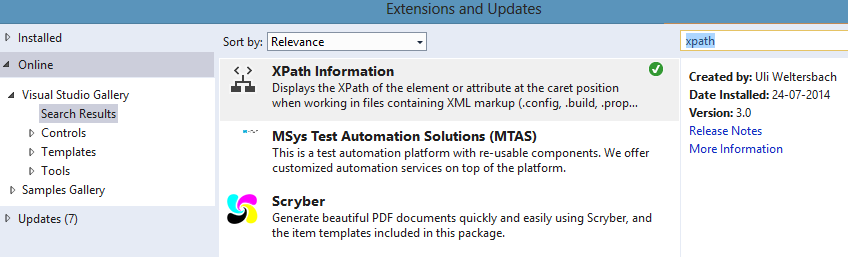 Extensions and Updates
Installed
Online
Visual Studio Gallery
Search Results
Controls
Templates
Tools
Samples Gallery
Updates (7)
Sort by: Relevance
XPath Information
Displays the XPath of the element or attribute at the caret position
when working in files containing XML markup (.config, .build, .prop...
MSys Test Automation Solutions (MTAS)
This is a test automation platform with re-usable components. We offer
customized automation services on top of the platform.
Scryber
Generate beautiful PDF documents quickly and easily using Scryber, and
the item templates included in this package.
xpath
Created by: Uli Weltersbach
Date Installed: 24-07-2014
Version: 3.0
Release Notes
More Information